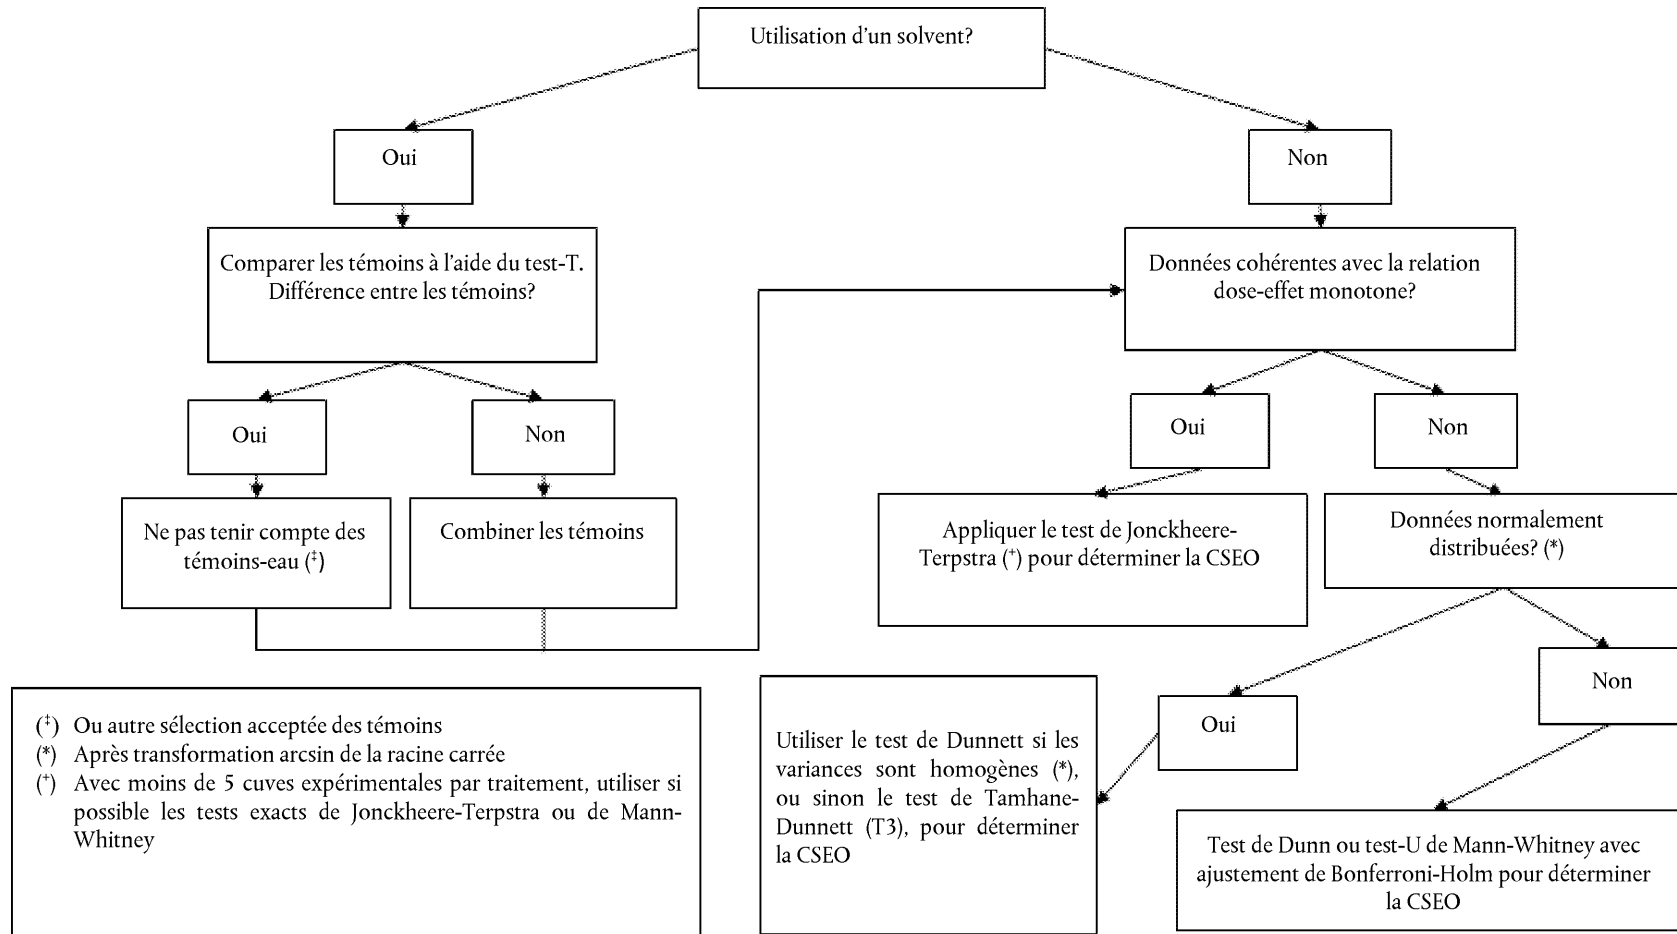 Utilisation d'un solvent?
Oui
Non
Comparer les témoins à l'aide du test-T.
Différence entre les témoins?
Données cohérentes avec la relation
dose-effet monotone?
Oui
Non
Oui
Non
Ne pas tenir compte des
témoins-eau (‡)
Combiner les témoins
Appliquer le test de Jonckheere-
Terpstra (+) pour déterminer la CSEO
Données normalement
distribuées? (*)
Oui
Non
(‡) Ou autre sélection acceptée des témoins
(*) Après transformation arcsin de la racine carrée
(+) Avec moins de 5 cuves expérimentales par traitement, utiliser si
possible les tests exacts de Jonckheere-Terpstra ou de Mann-
Whitney
Utiliser le test de Dunnett si les
variances sont homogènes (*),
ou sinon le test de Tamhane-
Dunnett (T3), pour déterminer
la CSEO
Test de Dunn ou test-U de Mann-Whitney avec
ajustement de Bonferroni-Holm pour déterminer
la CSEO